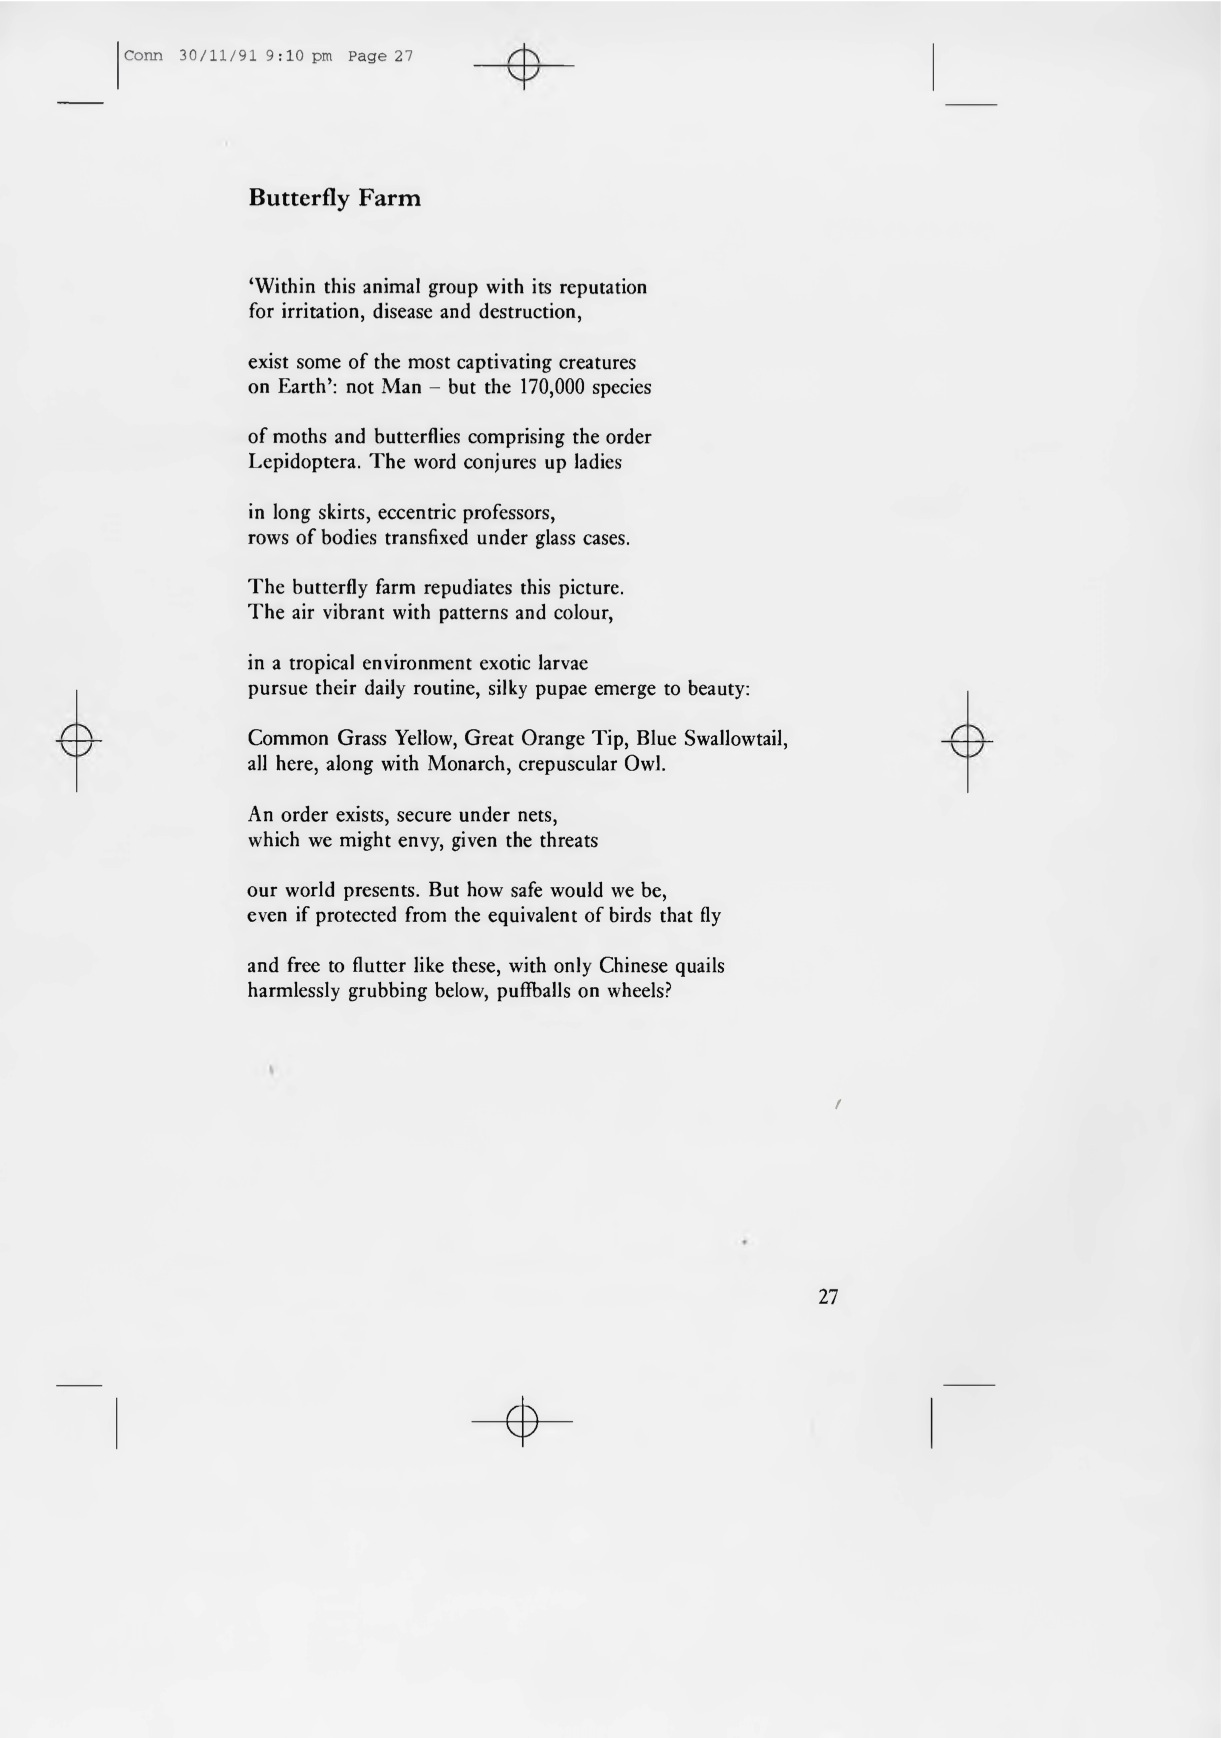 Conn 30/11/91 9:10 pm Page 27
Butterfly Farm
‘Within this animal group with its reputation
for irritation, disease and destruction,
exist some of the most captivating creatures
on Earth’: not Man – but the 170,000 species
of moths and butterflies comprising the order
Lepidoptera. The word conjures up ladies
in long skirts, eccentric professors,
rows of bodies transfixed under glass cases.
The butterfly farm repudiates this picture.
The air vibrant with patterns and colour,
in a tropical environment exotic larvae
pursue their daily routine, silky pupae emerge to beauty:
Common Grass Yellow, Great Orange Tip, Blue Swallowtail,
all here, along with Monarch, crepuscular Owl.
An order exists, secure under nets,
which we might envy, given the threats
our world presents. But how safe would we be,
even if protected from the equivalent of birds that fly
and free to flutter like these, with only Chinese quails
harmlessly grubbing below, puffballs on wheels?
27